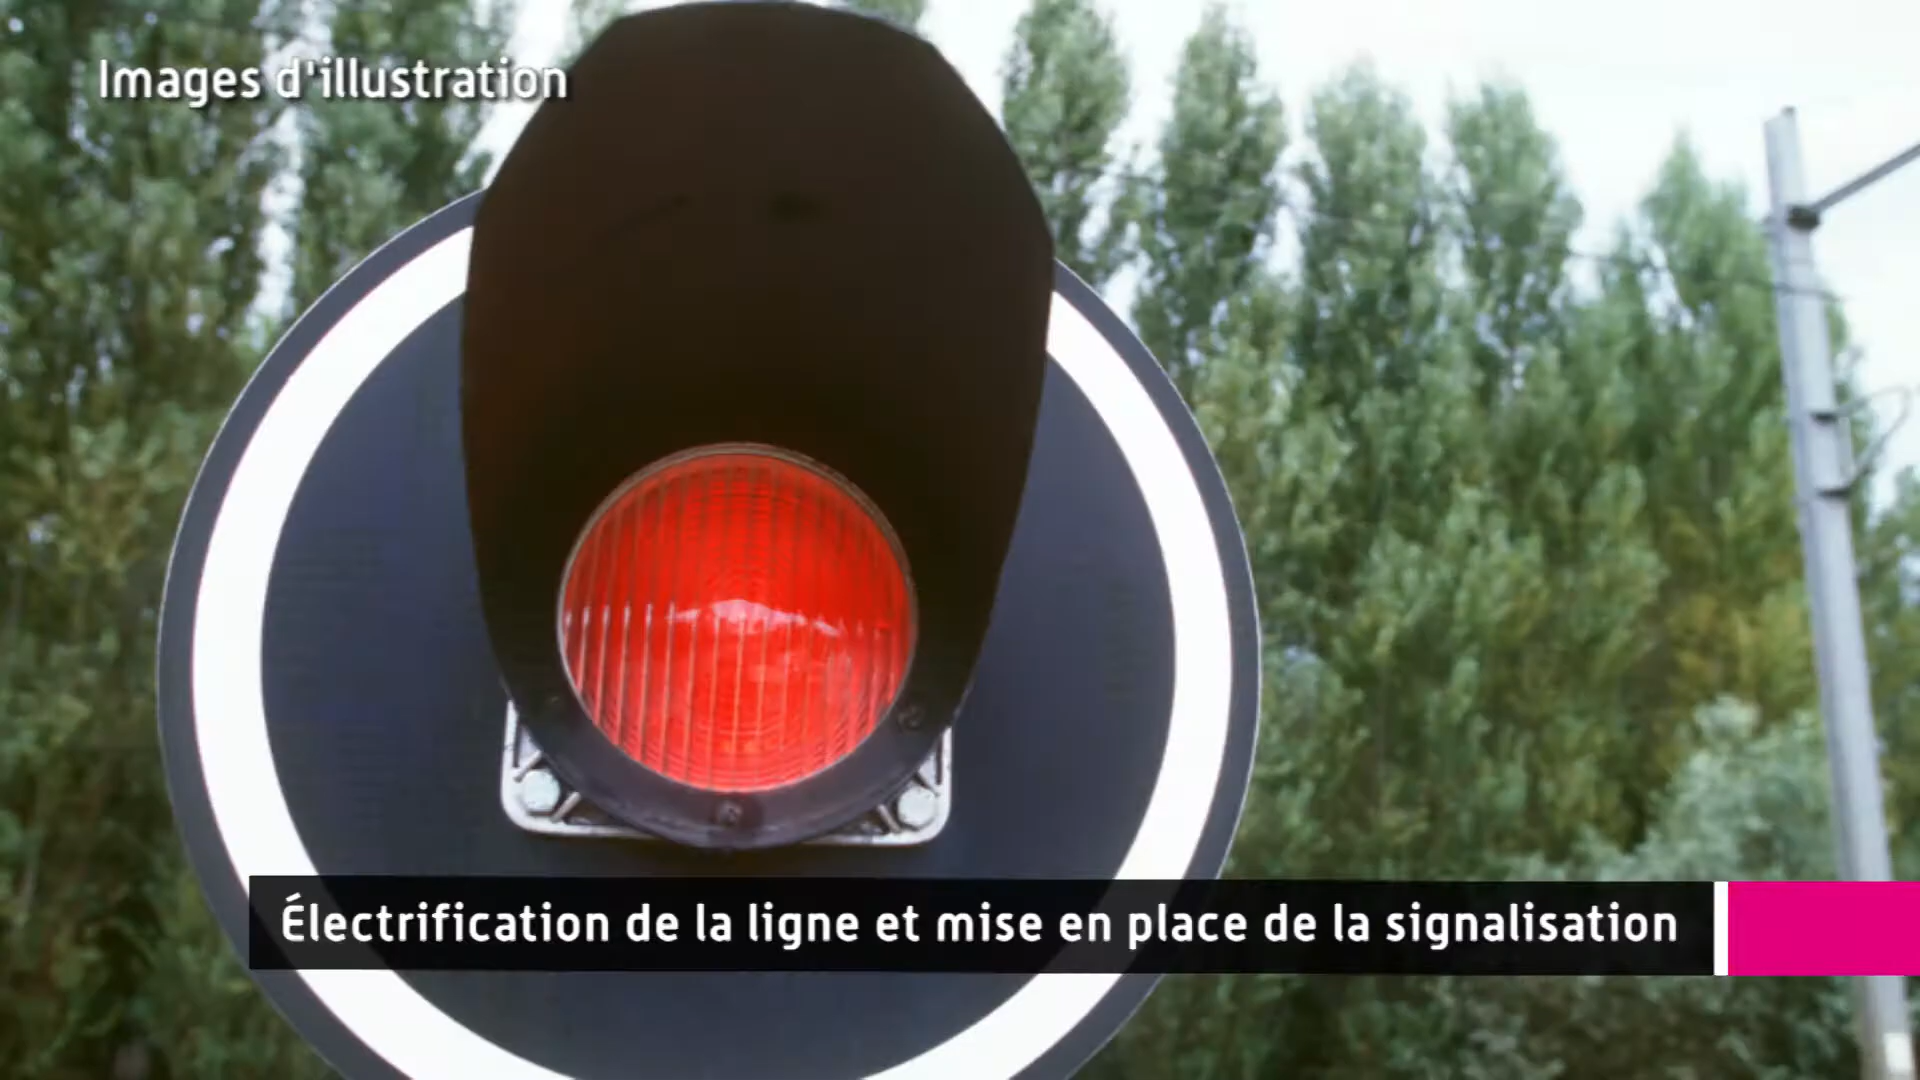 Images d'illustration
Électrification de la ligne et mise en place de la signalisation